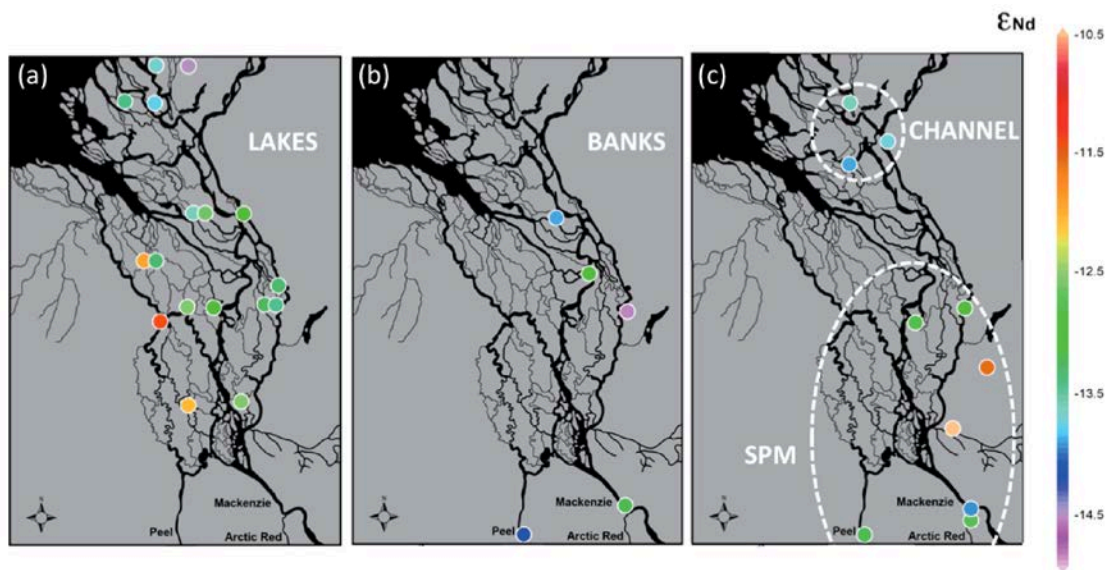 εNd
(a)
LAKES
N
Peel
Mackenzie
Arctic Red
(b)
BANKS
N
Peel
Mackenzie
Arctic Red
(c)
CHANNEL
SPM
N
Peel
Mackenzie
Arctic Red
-10.5
-11.5
-12.5
-13.5
-14.5